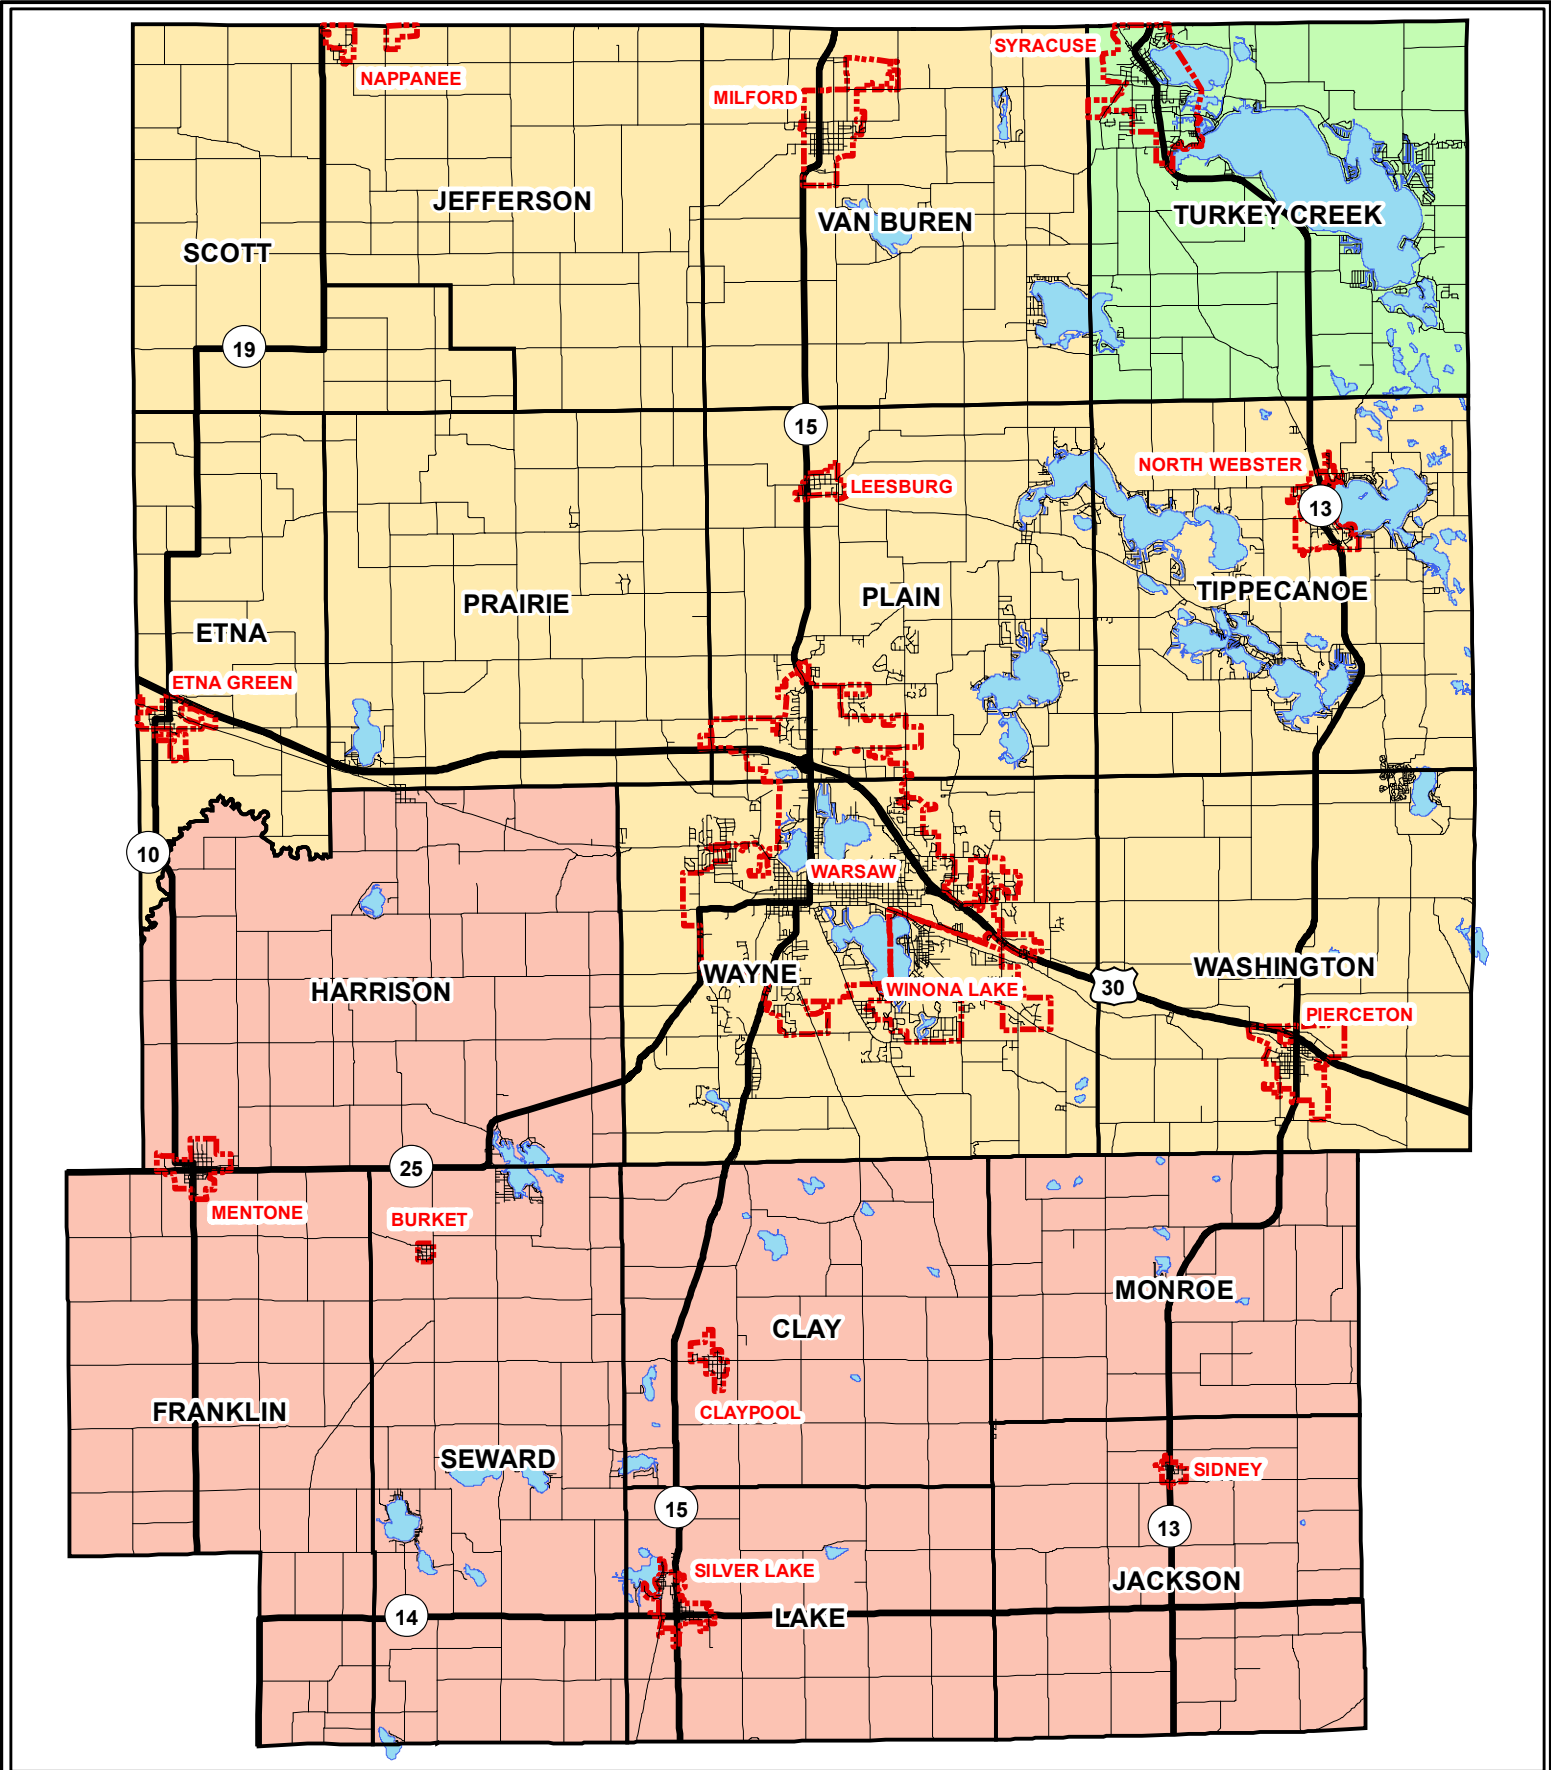 SYRACUSE
NAPPANEE
MILFORD
JEFFERSON
TURKEY CREEK
VAN BUREN
SCOTT
19
15
NORTH WEBSTER
LEESBURG
13
TIPPECANOE
PLAIN
PRAIRIE
ETNA
ETNA GREEN
10
WARSAW
WASHINGTON
WAYNE
WINONA LAKE
30
HARRISON
PIERCETON
25
MENTONE
BURKET
MONROE
CLAY
FRANKLIN
CLAYPOOL
SEWARD
SIDNEY
15
13
SILVER LAKE
JACKSON
14
LAKE